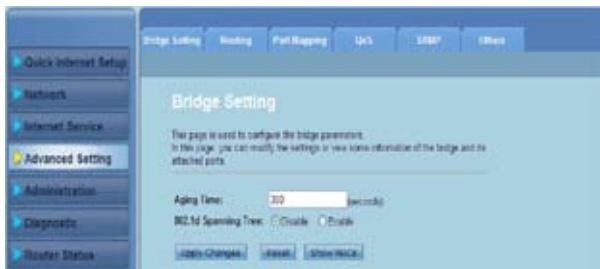 Bridge Setting Routing Port Mapping QoS SNMP Others
Quick Internet Setup
Network
Internet Service
Advanced Setting
Administration
Diagnostic
Router Status
Bridge Setting
This page is used to configure the bridge parameters.
In this page, you can modify the settings or view some information of the bridge and its
attached ports.
Aging Time: 300 (seconds)
802.1d Spanning Tree: Disable Enable
Apply Changes Reset Show MACs